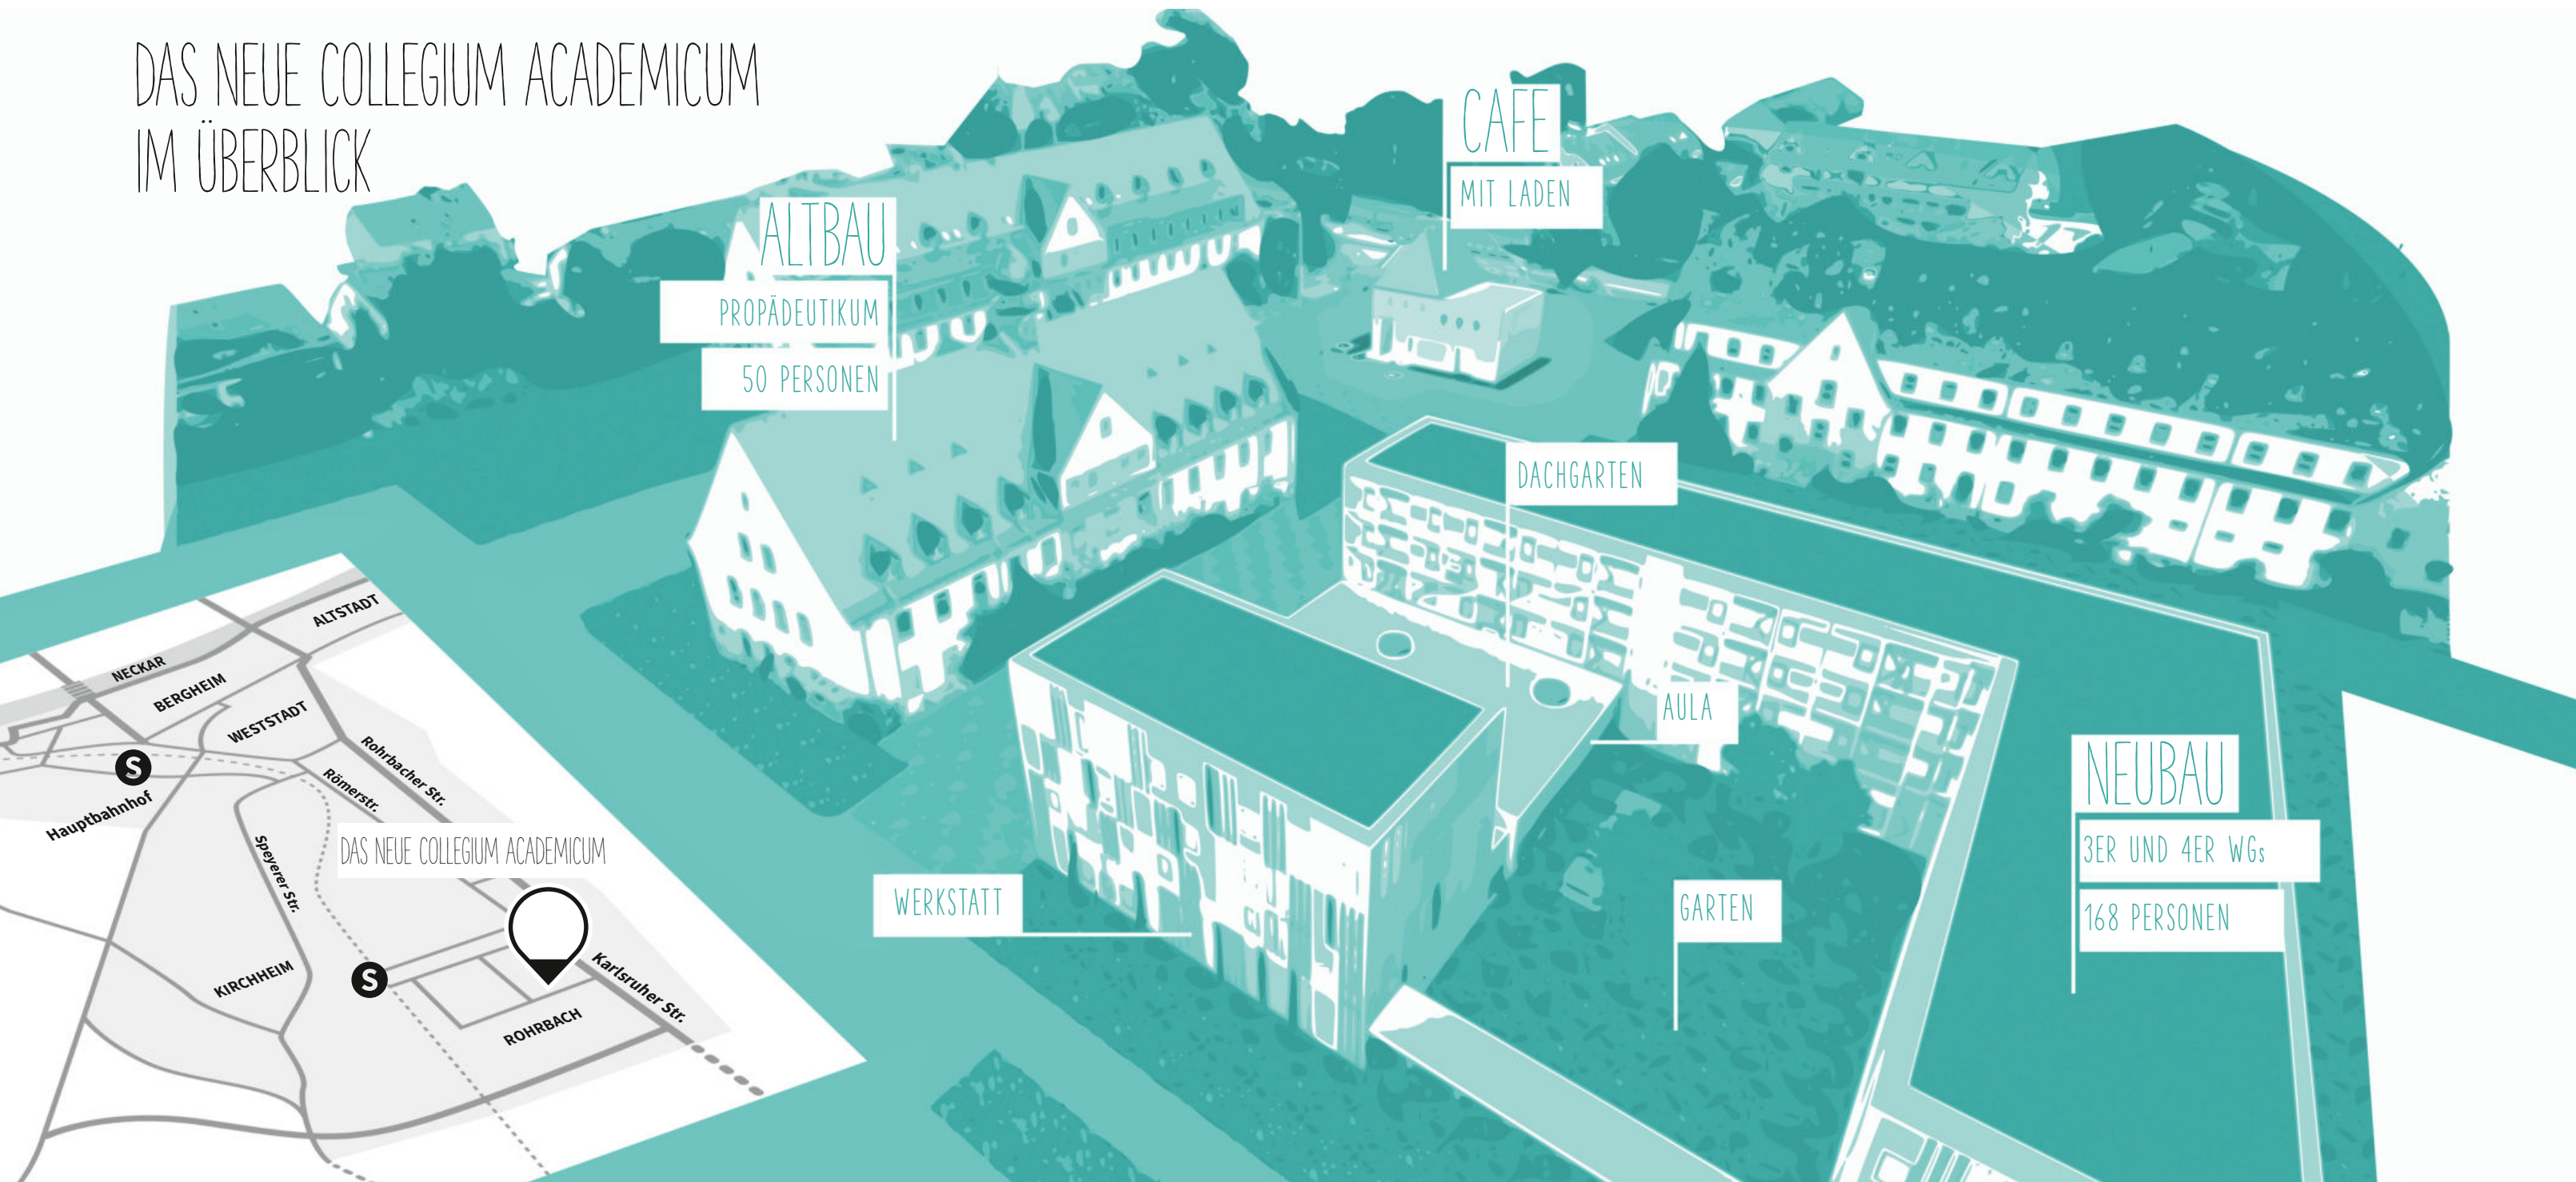 DAS NEUE COLLEGIUM ACADEMICUM
IM ÜBERBLICK
CAFE
MIT LADEN
ALTBAU
PROPÄDEUTIKUM
50 PERSONEN
DACHGARTEN
AULA
NEUBAU
3ER UND 4ER WGs
168 PERSONEN
WERKSTATT
GARTEN
ALTSTADT
NECKAR
BERGHEIM
WESTSTADT
S
Hauptbahnhof
Rohrbacher Str.
Römerstr.
Speyerer Str.
DAS NEUE COLLEGIUM ACADEMICUM
KIRCHHEIM
S
Karlsruher Str.
ROHRBACH